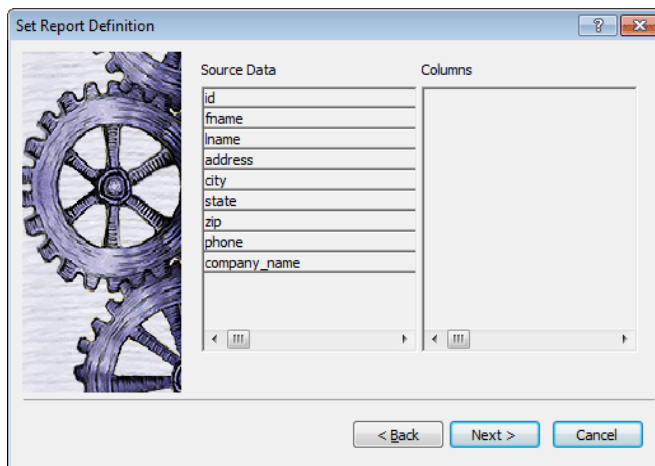 Set Report Definition
Source Data
Columns
id
fname
lname
address
city
state
zip
phone
company_name
< Back
Next >
Cancel